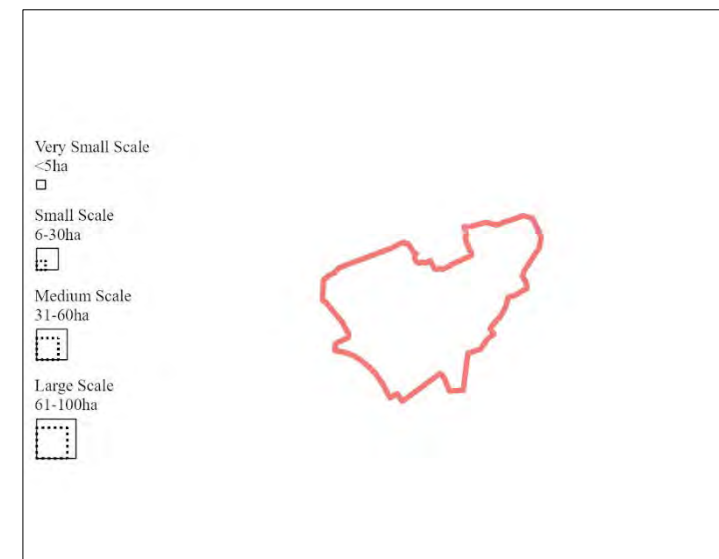 Very Small Scale
<5ha
Small Scale
6-30ha
Medium Scale
31-60ha
Large Scale
61-100ha